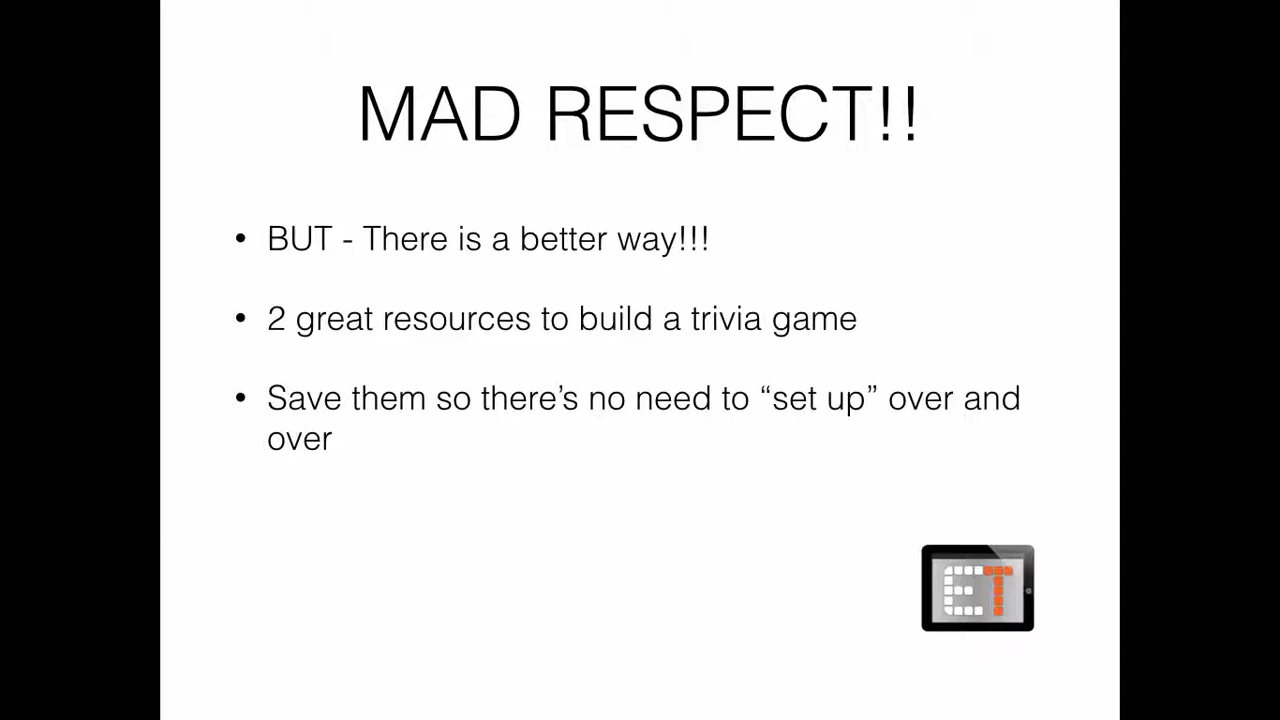 MAD RESPECT!!
• BUT - There is a better way!!!
• 2 great resources to build a trivia game
• Save them so there’s no need to “set up” over and
over
ET